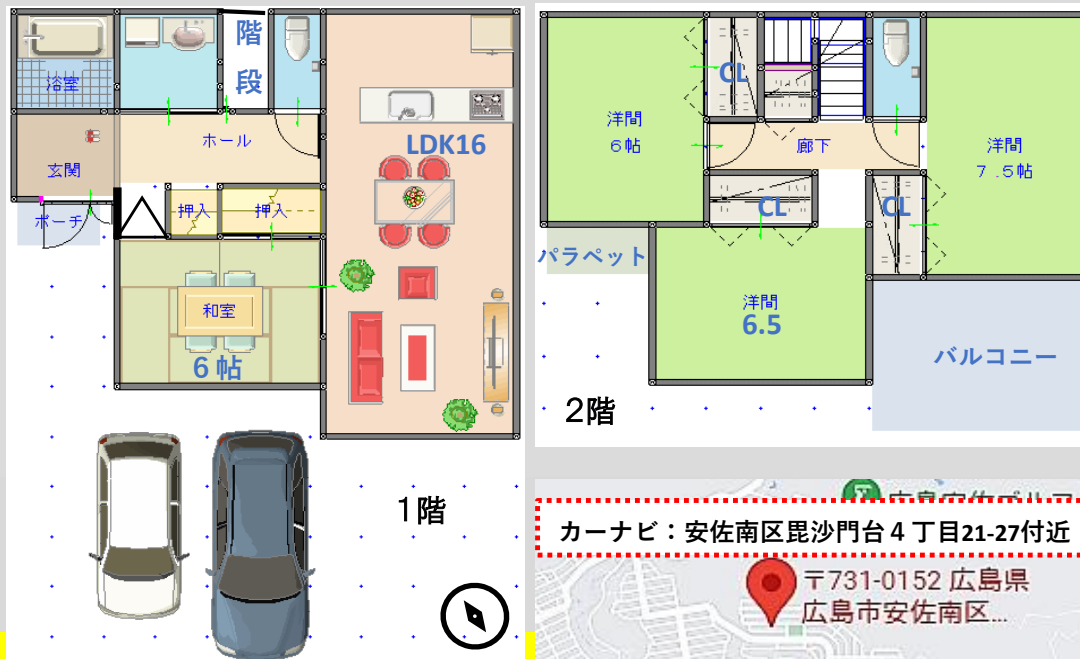 浴室
階
段
玄関
ホール
LDK16
ポーチ
押入
押入
和室
6帖
1階
洋間
6帖
CL
廊下
洋間
7.5帖
CL
CL
パラペット
洋間
6.5
バルコニー
2階
カーナビ：安佐南区毘沙門台４丁目21-27付近
〒731-0152 広島県
広島市安佐南区...